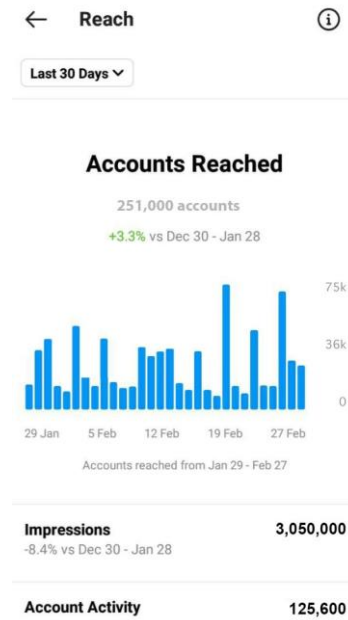 Reach
Last 30 Days
Accounts Reached
251,000 accounts
+3.3% vs Dec 30 - Jan 28
75k
36k
0
29 Jan 5 Feb 12 Feb 19 Feb 27 Feb
Accounts reached from Jan 29 - Feb 27
Impressions 3,050,000
-8.4% vs Dec 30 - Jan 28
Account Activity 125,600